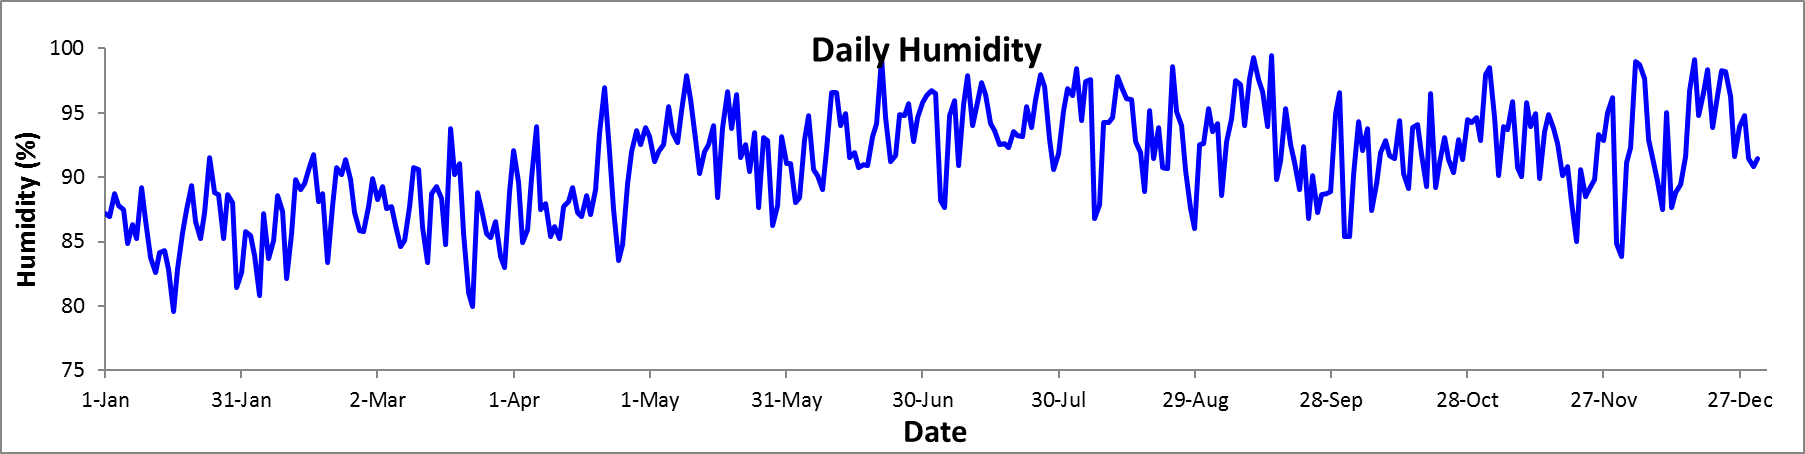 Daily Humidity
Humidity (%)
100
95
90
85
80
75
1-Jan 31-Jan 2-Mar 1-Apr 1-May 31-May 30-Jun 30-Jul 29-Aug 28-Sep 28-Oct 27-Nov 27-Dec
Date